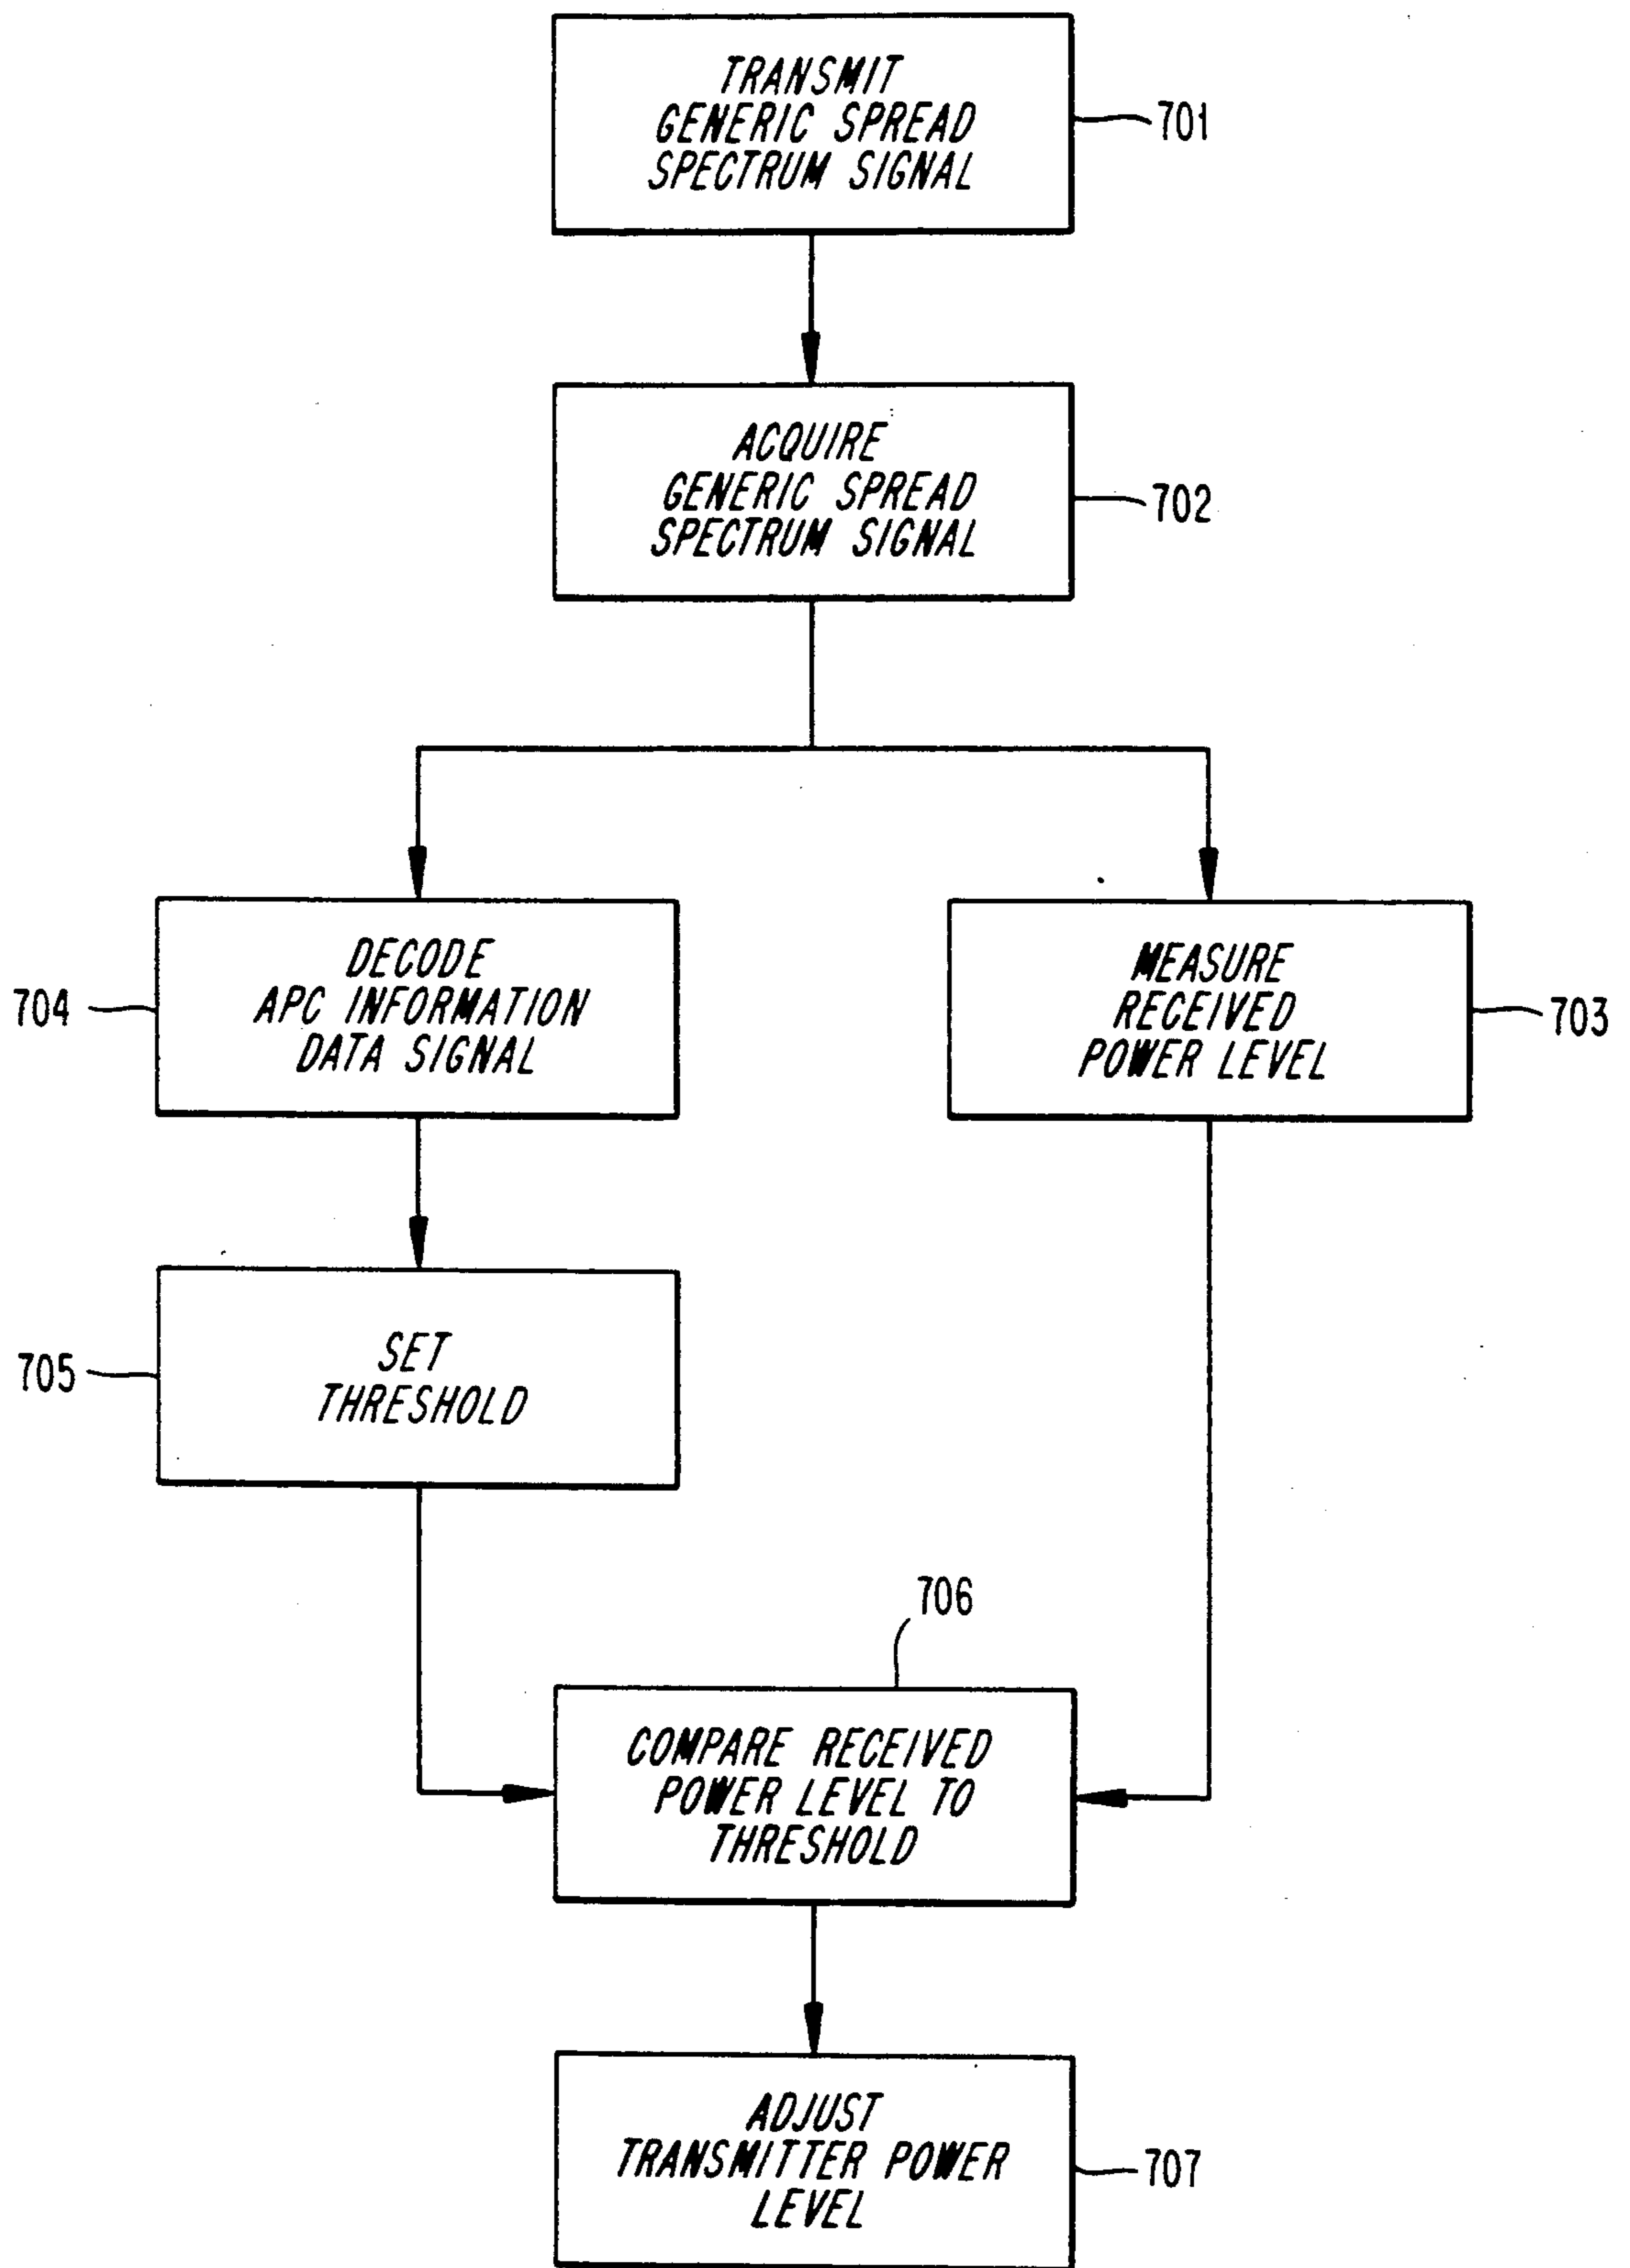 TRANSMIT
GENERIC SPREAD
SPECTRUM SIGNAL
701
ACQUIRE
GENERIC SPREAD
SPECTRUM SIGNAL
702
DECODE
APC INFORMATION
DATA SIGNAL
704
MEASURE
RECEIVED
POWER LEVEL
703
SET
THRESHOLD
705
706
COMPARE RECEIVED
POWER LEVEL TO
THRESHOLD
ADJUST
TRANSMITTER POWER
LEVEL
707